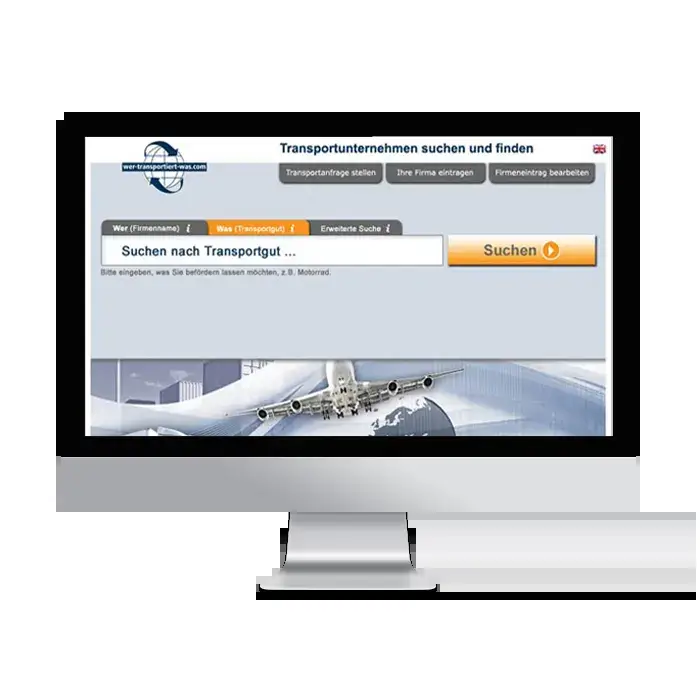 Transportunternehmen suchen und finden
wer-transportiert-was.com
Transportanfrage stellen
Ihre Firma eintragen
Firmeneintrag bearbeiten
Wer (Firmenname) i
Was (Transportgut) i
Erweiterte Suche i
Suchen nach Transportgut ...
Suchen
Bitte eingeben, was Sie befördern lassen möchten, z.B. Motorrad.